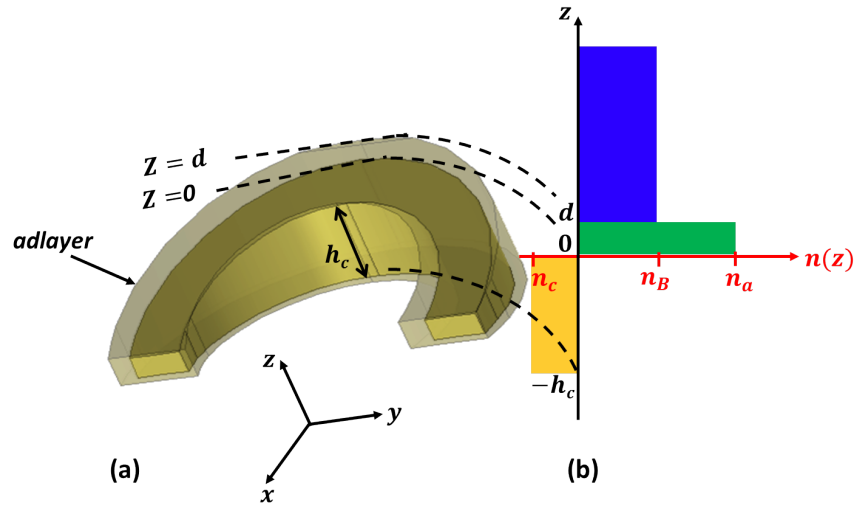 z
Z = d
Z =0
adlayer
h_c
d
0
n_c
n_B
n_a
n(z)
−h_c
z
y
x
(a)
(b)